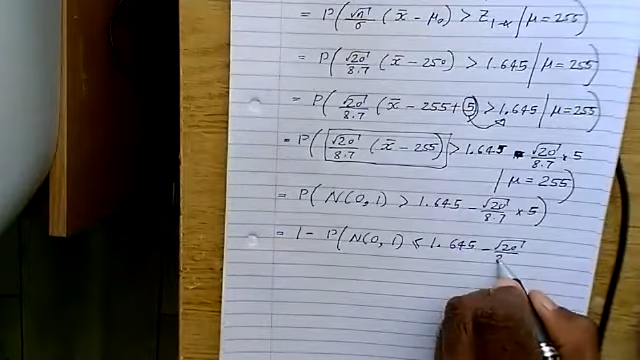 = P(√n/σ (x̄ - μ₀) > Z₁₋α | μ = 255)
= P(√20/8.7 (x̄ - 250) > 1.645 | μ = 255)
= P(√20/8.7 (x̄ - 255 + 5) > 1.645 | μ = 255)
= P(√20/8.7 (x̄ - 255) > 1.645 - √20/8.7 × 5
| μ = 255)
= P(N(0,1) > 1.645 - √20/8.7 × 5)
= 1 - P(N(0,1) < 1.645 - √20/8